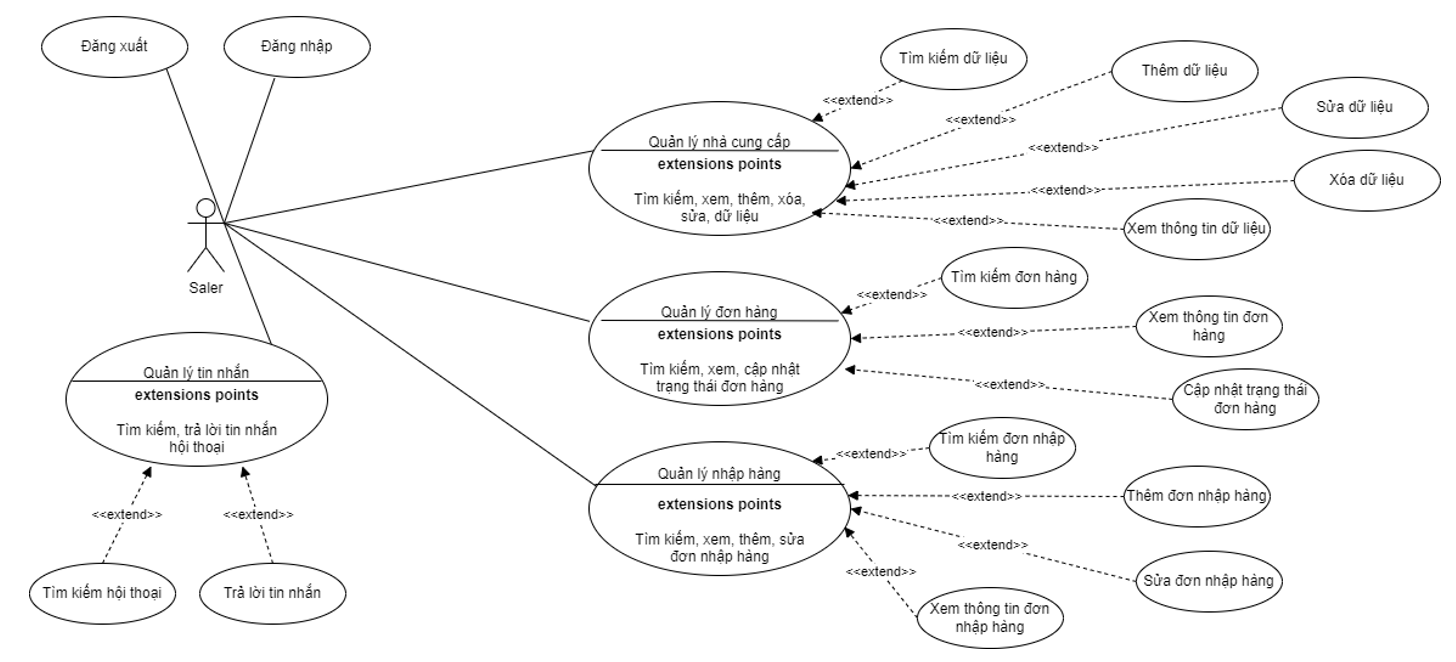 Đăng xuất
Đăng nhập
Saler
Quản lý tin nhắn
extensions points
Tìm kiếm, trả lời tin nhắn
hội thoại
<<extend>>
<<extend>>
Tìm kiếm hội thoại
Trả lời tin nhắn
Quản lý nhà cung cấp
extensions points
Tìm kiếm, xem, thêm, xóa,
sửa, dữ liệu
<<extend>>
Tìm kiếm dữ liệu
<<extend>>
Thêm dữ liệu
<<extend>>
Sửa dữ liệu
<<extend>>
Xóa dữ liệu
<<extend>>
Xem thông tin dữ liệu
Quản lý đơn hàng
extensions points
Tìm kiếm, xem, cập nhật
trạng thái đơn hàng
<<extend>>
Tìm kiếm đơn hàng
<<extend>>
Xem thông tin đơn
hàng
<<extend>>
Cập nhật trạng thái
đơn hàng
Quản lý nhập hàng
extensions points
Tìm kiếm, xem, thêm, sửa
đơn nhập hàng
<<extend>>
Tìm kiếm đơn nhập
hàng
<<extend>>
Thêm đơn nhập hàng
<<extend>>
Sửa đơn nhập hàng
<<extend>>
Xem thông tin đơn
nhập hàng